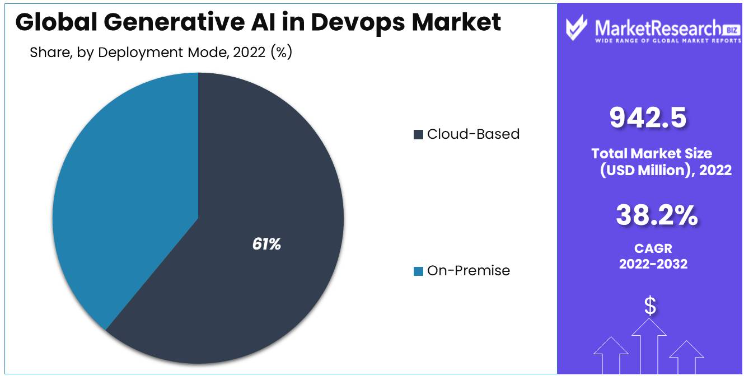 Global Generative AI in Devops Market
Share, by Deployment Mode, 2022 (%)
61%
Cloud-Based
On-Premise
MarketResearch BIZ
WIDE RANGE OF GLOBAL MARKET REPORTS
942.5
Total Market Size
(USD Million), 2022
38.2%
CAGR
2022-2032
$